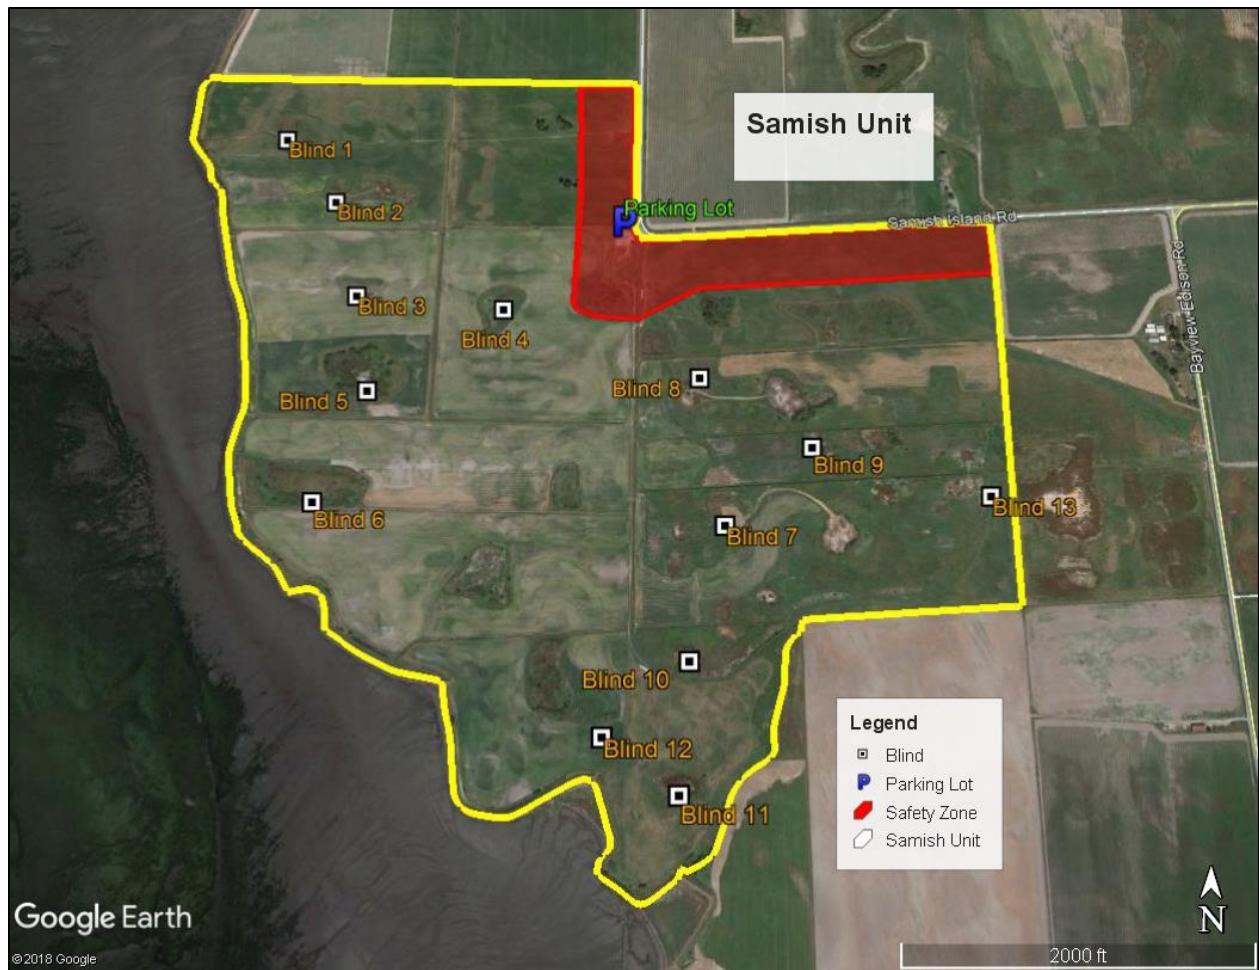 Samish Unit
Blind 1
Blind 2
Parking Lot
P
Samish Island Rd
Bayview Edison Rd
Blind 3
Blind 4
Blind 5
Blind 8
Blind 9
Blind 6
Blind 13
Blind 7
Blind 10
Blind 12
Blind 11
Legend
Blind
P Parking Lot
Safety Zone
Samish Unit
Google Earth
N
©2018 Google
2000 ft